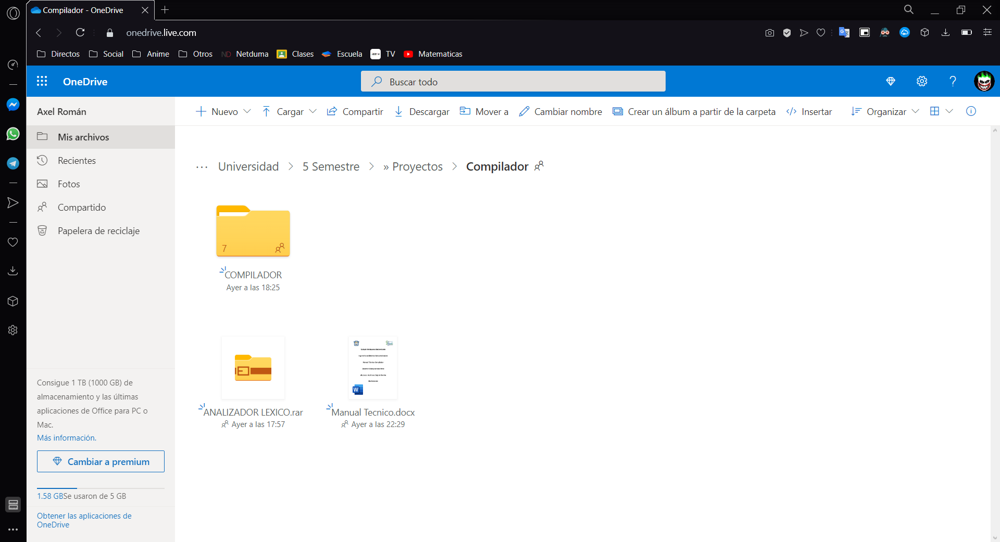 Compilador - OneDrive
onedrive.live.com
Directos Social Anime Otros ND Netduma Clases Escuela TV Matematicas
OneDrive
Buscar todo
Axel Román
Nuevo Cargar Compartir Descargar Mover a Cambiar nombre Crear un álbum a partir de la carpeta Insertar Organizar
Mis archivos
Recientes
Fotos
Compartido
Papelera de reciclaje
Universidad > 5 Semestre > » Proyectos > Compilador
7
COMPILADOR
Ayer a las 18:25
W
ANALIZADOR LEXICO.rar
Ayer a las 17:57
Manual Tecnico.docx
Ayer a las 22:29
Consigue 1 TB (1000 GB) de
almacenamiento y las últimas
aplicaciones de Office para PC o
Mac.
Más información.
Cambiar a premium
1.58 GBSe usaron de 5 GB
Obtener las aplicaciones de
OneDrive